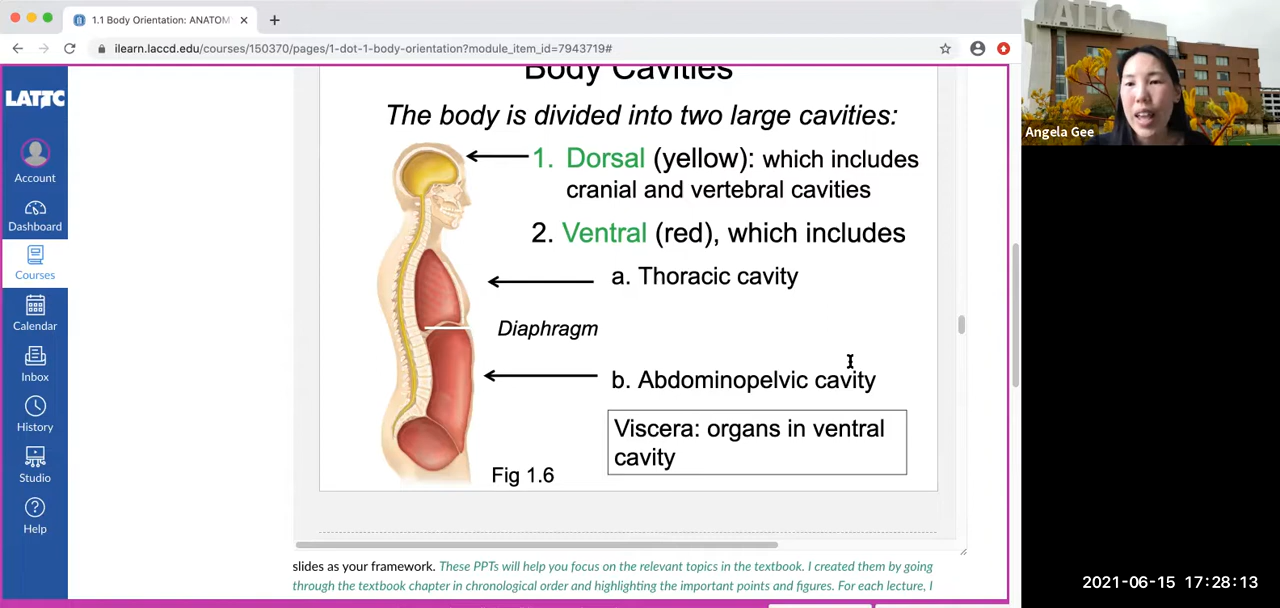 1.1 Body Orientation: ANATOM
ilearn.laccd.edu/courses/150370/pages/1-dot-1-body-orientation?module_item_id=7943719#
LATTC
Account
Dashboard
Courses
Calendar
Inbox
History
Studio
Help
Body Cavities
The body is divided into two large cavities:
1. Dorsal (yellow): which includes
cranial and vertebral cavities
2. Ventral (red), which includes
a. Thoracic cavity
Diaphragm
b. Abdominopelvic cavity
Viscera: organs in ventral
cavity
Fig 1.6
slides as your framework. These PPTs will help you focus on the relevant topics in the textbook. I created them by going
through the textbook chapter in chronological order and highlighting the important points and figures. For each lecture, I
LATTC
Angela Gee
2021-06-15 17:28:13